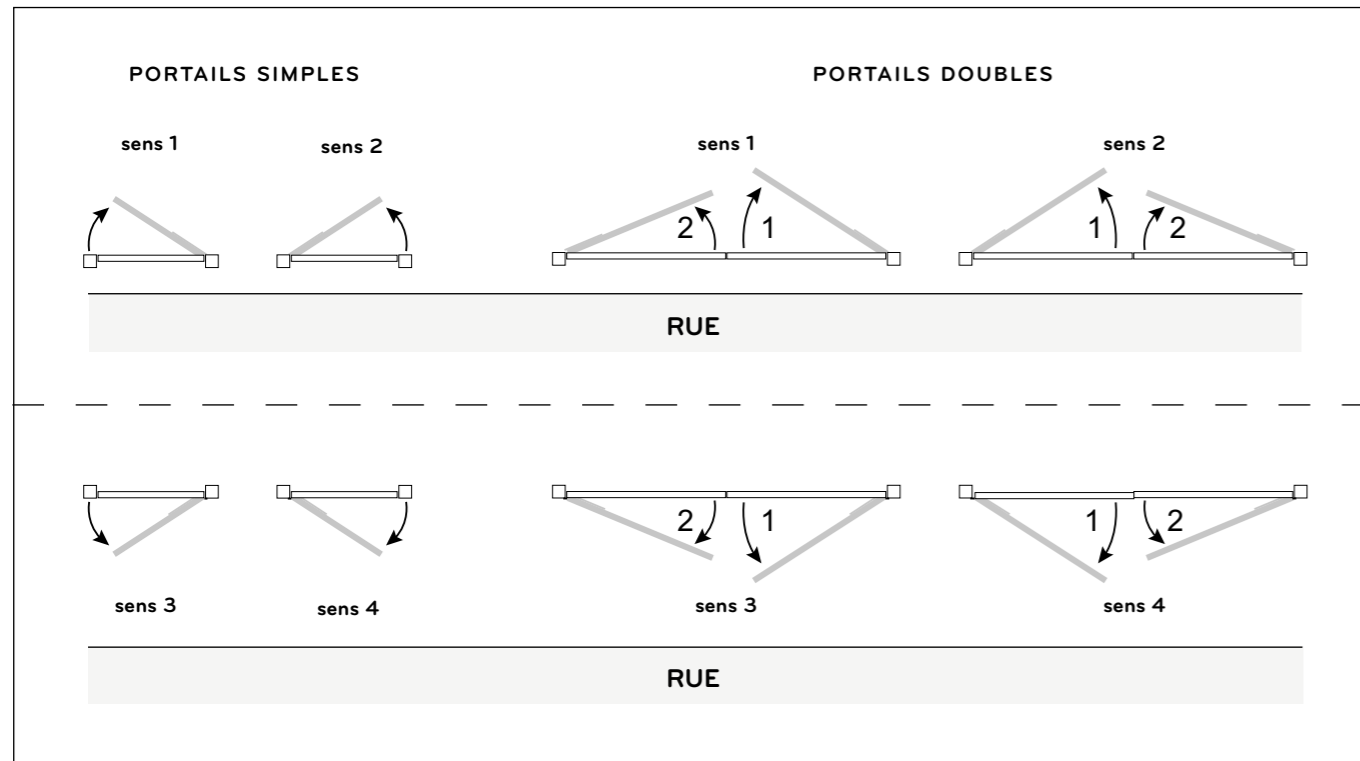 PORTAILS SIMPLES
PORTAILS DOUBLES
sens 1
sens 2
sens 1
sens 2
2
1
1
2
RUE
2
1
1
2
sens 3
sens 4
sens 3
sens 4
RUE